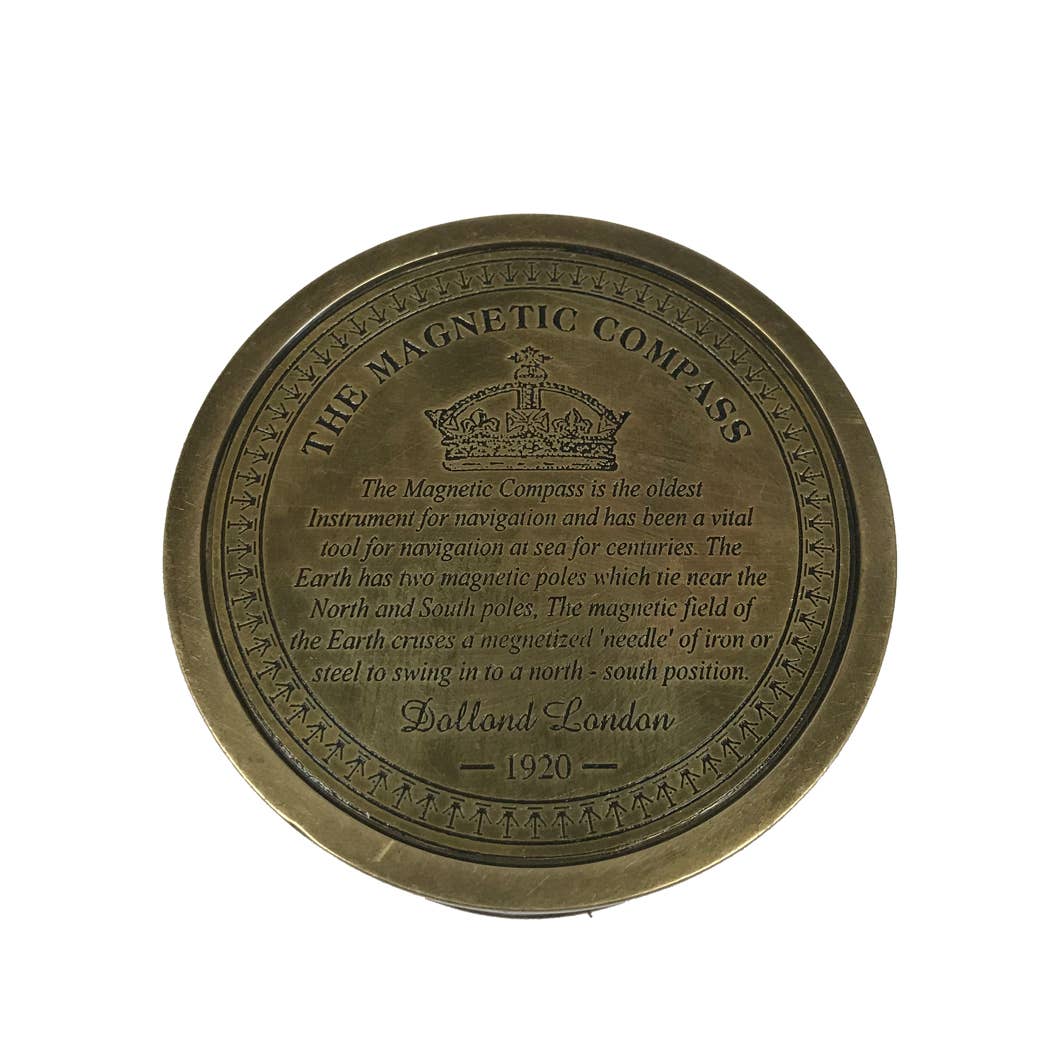 THE MAGNETIC COMPASS
The Magnetic Compass is the oldest
Instrument for navigation and has been a vital
tool for navigation at sea for centuries. The
Earth has two magnetic poles which tie near the
North and South poles, The magnetic field of
the Earth cruses a megnetized 'needle' of iron or
steel to swing in to a north - south position.
Dollond London
— 1920 —